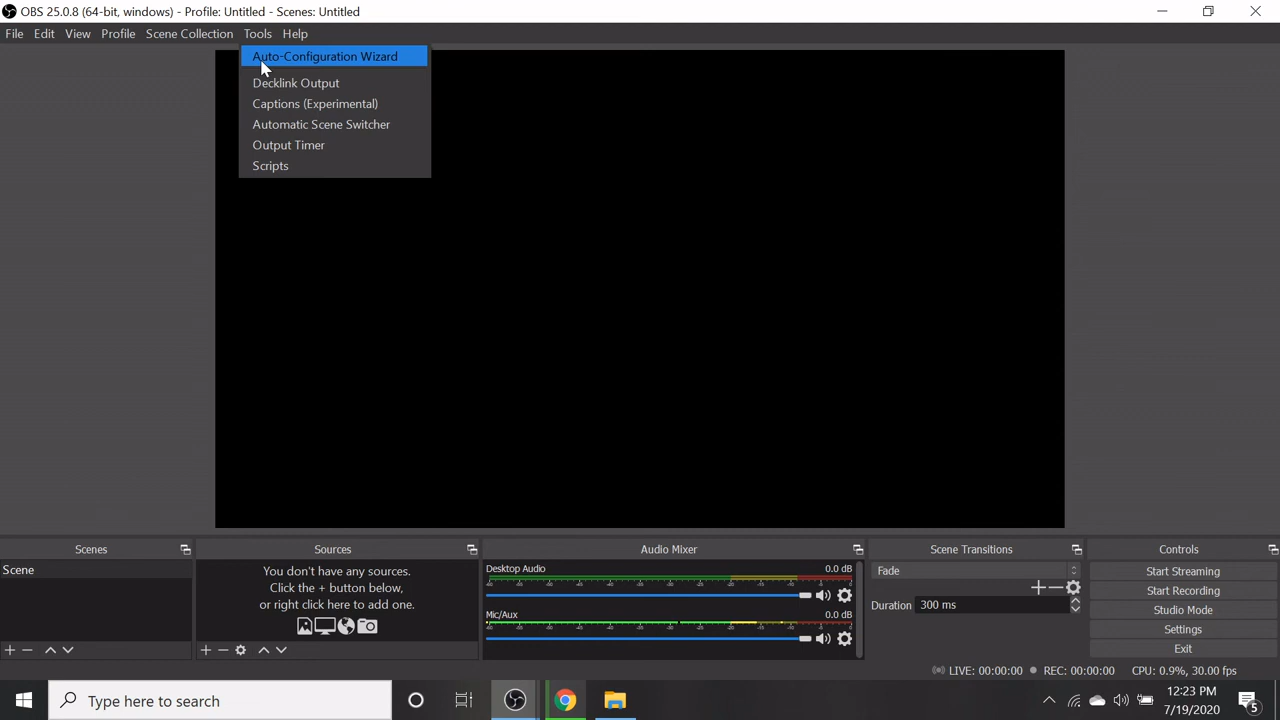 OBS 25.0.8 (64-bit, windows) - Profile: Untitled - Scenes: Untitled
File Edit View Profile Scene Collection Tools Help
Auto-Configuration Wizard
Decklink Output
Captions (Experimental)
Automatic Scene Switcher
Output Timer
Scripts
Scenes
Scene
Sources
You don't have any sources.
Click the + button below,
or right click here to add one.
Audio Mixer
Desktop Audio 0.0 dB
Mic/Aux 0.0 dB
Scene Transitions
Fade
Duration 300 ms
Controls
Start Streaming
Start Recording
Studio Mode
Settings
Exit
LIVE: 00:00:00 REC: 00:00:00 CPU: 0.9%, 30.00 fps
Type here to search
12:23 PM
7/19/2020
5